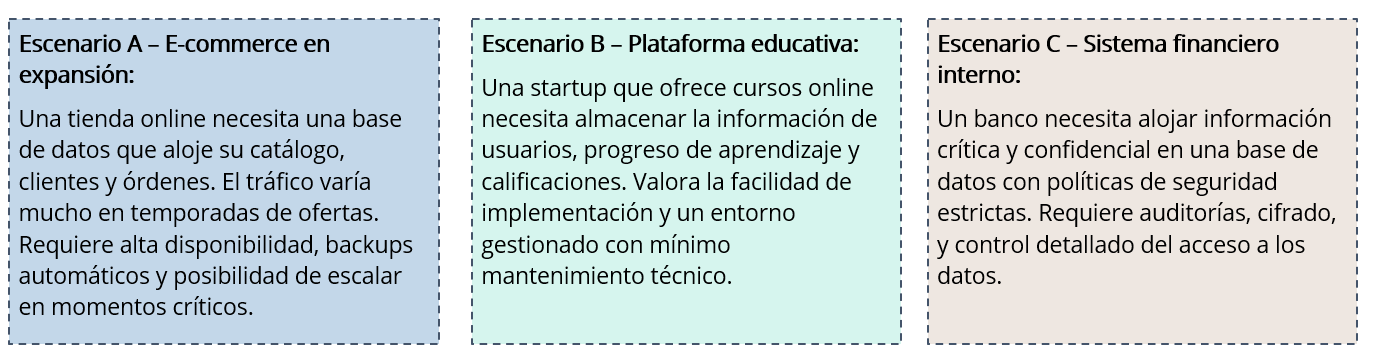 Escenario A – E-commerce en
expansión:
Una tienda online necesita una base
de datos que aloje su catálogo,
clientes y órdenes. El tráfico varía
mucho en temporadas de ofertas.
Requiere alta disponibilidad, backups
automáticos y posibilidad de escalar
en momentos críticos.
Escenario B – Plataforma educativa:
Una startup que ofrece cursos online
necesita almacenar la información de
usuarios, progreso de aprendizaje y
calificaciones. Valora la facilidad de
implementación y un entorno
gestionado con mínimo
mantenimiento técnico.
Escenario C – Sistema financiero
interno:
Un banco necesita alojar información
crítica y confidencial en una base de
datos con políticas de seguridad
estrictas. Requiere auditorías, cifrado,
y control detallado del acceso a los
datos.